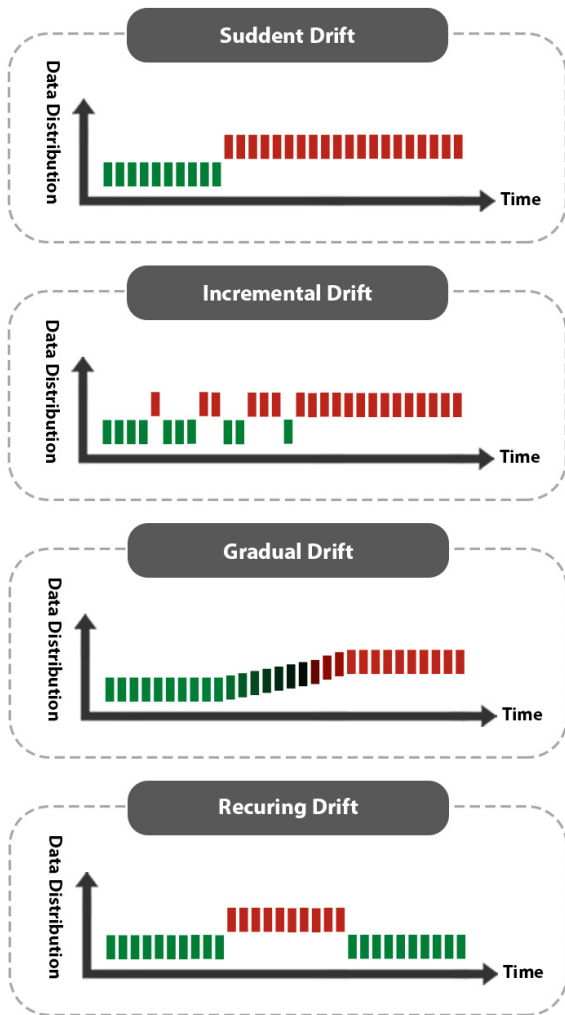 Suddent Drift
Data Distribution
Time
Incremental Drift
Data Distribution
Time
Gradual Drift
Data Distribution
Time
Recuring Drift
Data Distribution
Time